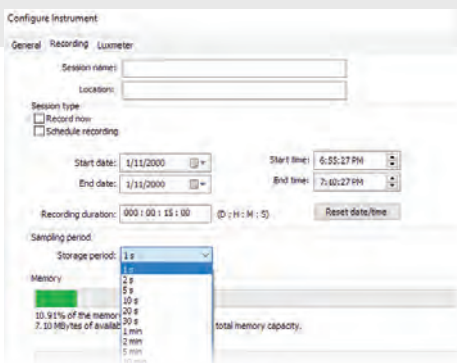 Configure Instrument
General Recording Luxmeter
Session name:
Location:
Session type
Record now
Schedule recording
Start date: 1/11/2000 Start time: 6:55:27 PM
End date: 1/11/2000 End time: 7:10:27 PM
Recording duration: 000 : 00 : 15 : 00 (D : H : M : S) Reset date/time
Sampling period
Storage period: 1 s
1 s
2 s
5 s
10 s
20 s
30 s
1 min
2 min
5 min
Memory
10.91% of the memor
7.10 MBytes of availab total memory capacity.